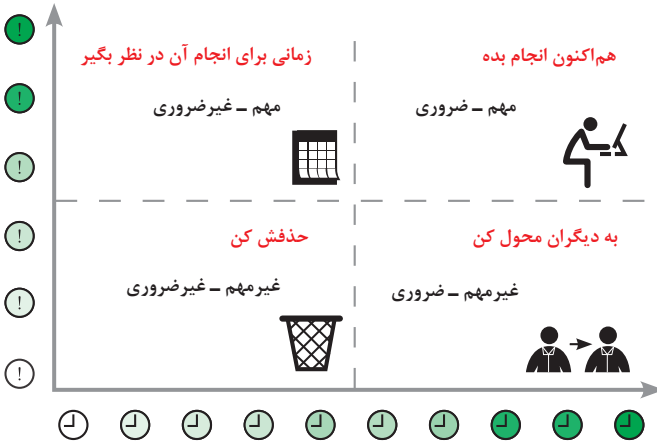 هم‌اکنون انجام بده
مهم ـ ضروری
زمانی برای انجام آن در نظر بگیر
مهم ـ غیرضروری
به دیگران محول کن
غیرمهم ـ ضروری
حذفش کن
غیرمهم ـ غیرضروری
!
!
!
!
!
!